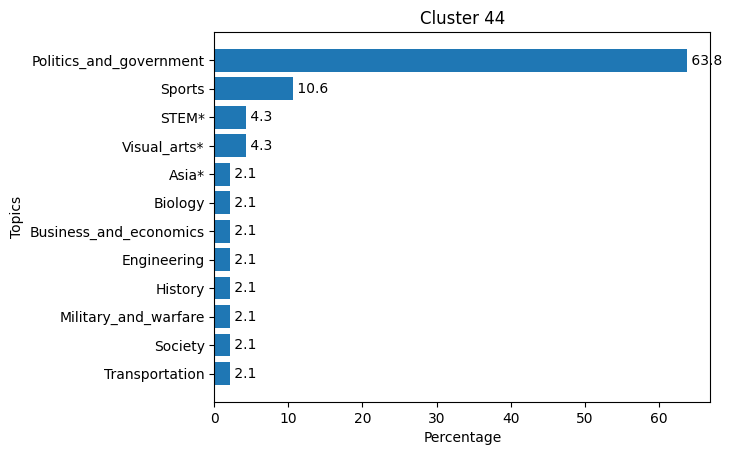 Cluster 44
Politics_and_government 63.8
Sports 10.6
STEM* 4.3
Visual_arts* 4.3
Asia* 2.1
Biology 2.1
Business_and_economics 2.1
Engineering 2.1
History 2.1
Military_and_warfare 2.1
Society 2.1
Transportation 2.1
Topics
0 10 20 30 40 50 60
Percentage